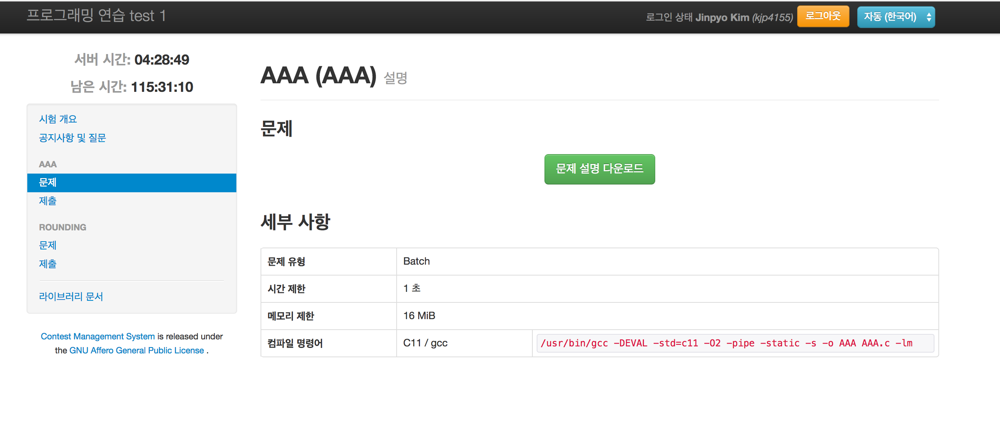 프로그래밍 연습 test 1
로그인 상태 Jinpyo Kim (kjp4155) 로그아웃 자동 (한국어)
서버 시간: 04:28:49
남은 시간: 115:31:10
시험 개요
공지사항 및 질문
AAA
문제
제출
ROUNDING
문제
제출
라이브러리 문서
Contest Management System is released under
the GNU Affero General Public License .
AAA (AAA) 설명
문제
문제 설명 다운로드
세부 사항
문제 유형 Batch
시간 제한 1 초
메모리 제한 16 MiB
컴파일 명령어 C11 / gcc /usr/bin/gcc -DEVAL -std=c11 -O2 -pipe -static -s -o AAA AAA.c -lm